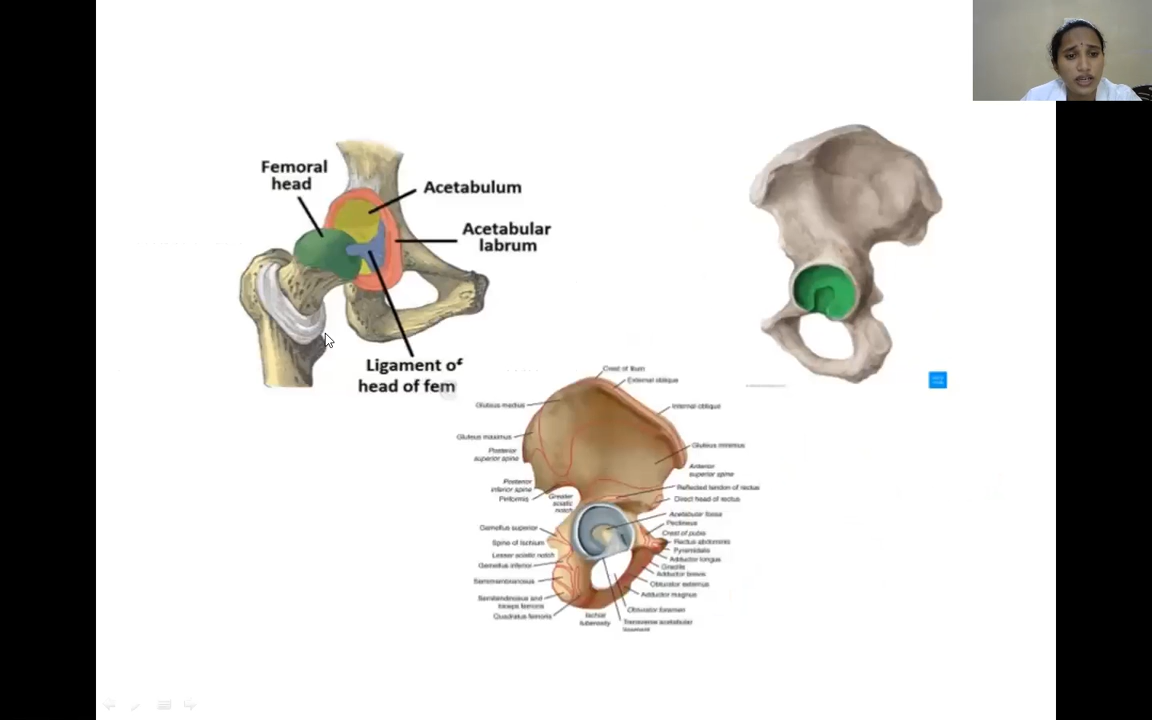 Femoral
head
Acetabulum
Acetabular
labrum
Ligament of
head of fem
Crest of ilium
External oblique
Gluteus medius
Internal oblique
Gluteus maximus
Gluteus minimus
Posterior
superior spine
Anterior
superior spine
Posterior
inferior spine
Piriformis
Greater
sciatic
notch
Reflected tendon of rectus
Direct head of rectus
Acetabular fossa
Pectineus
Gemellus superior
Crest of pubis
Spine of ischium
Rectus abdominis
Pyramidalis
Lesser sciatic notch
Adductor longus
Gemellus inferior
Gracilis
Adductor brevis
Semimembranosus
Obturator externus
Adductor magnus
Semitendinosus and
biceps femoris
Obturator foramen
Quadratus femoris
Ischial
tuberosity
Transverse acetabular
ligament